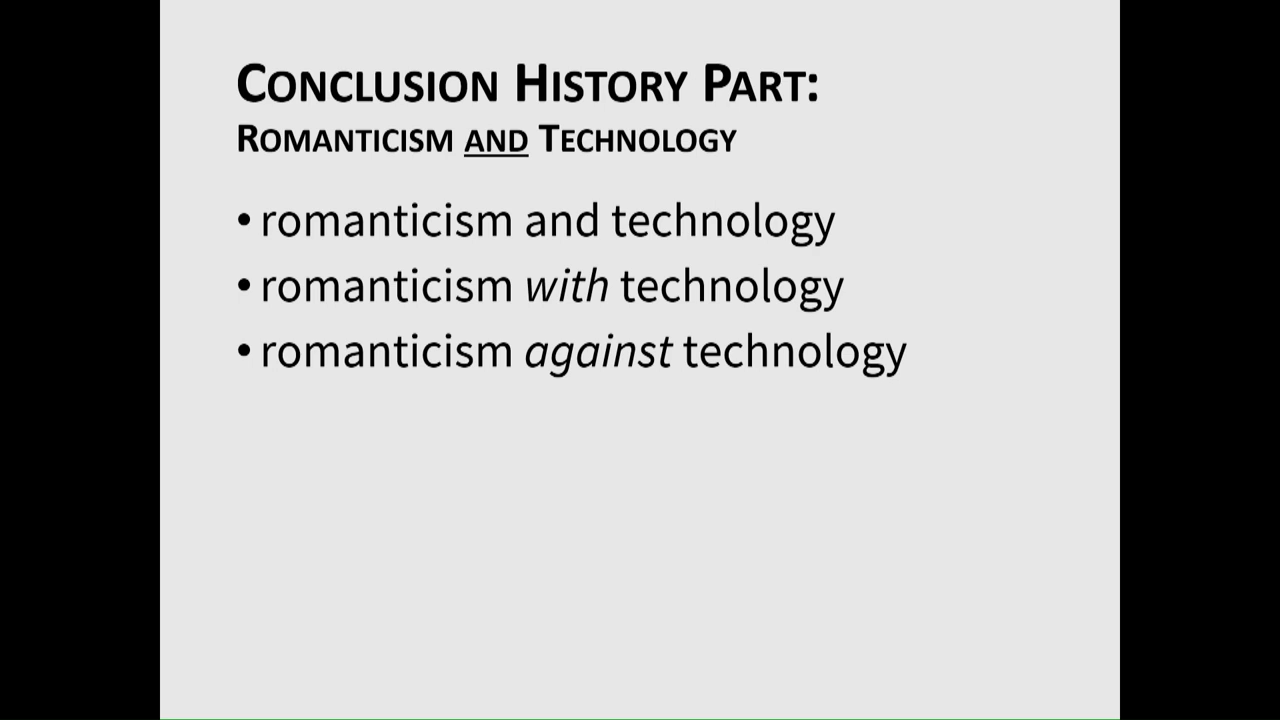 CONCLUSION HISTORY PART:
ROMANTICISM AND TECHNOLOGY
• romanticism and technology
• romanticism with technology
• romanticism against technology